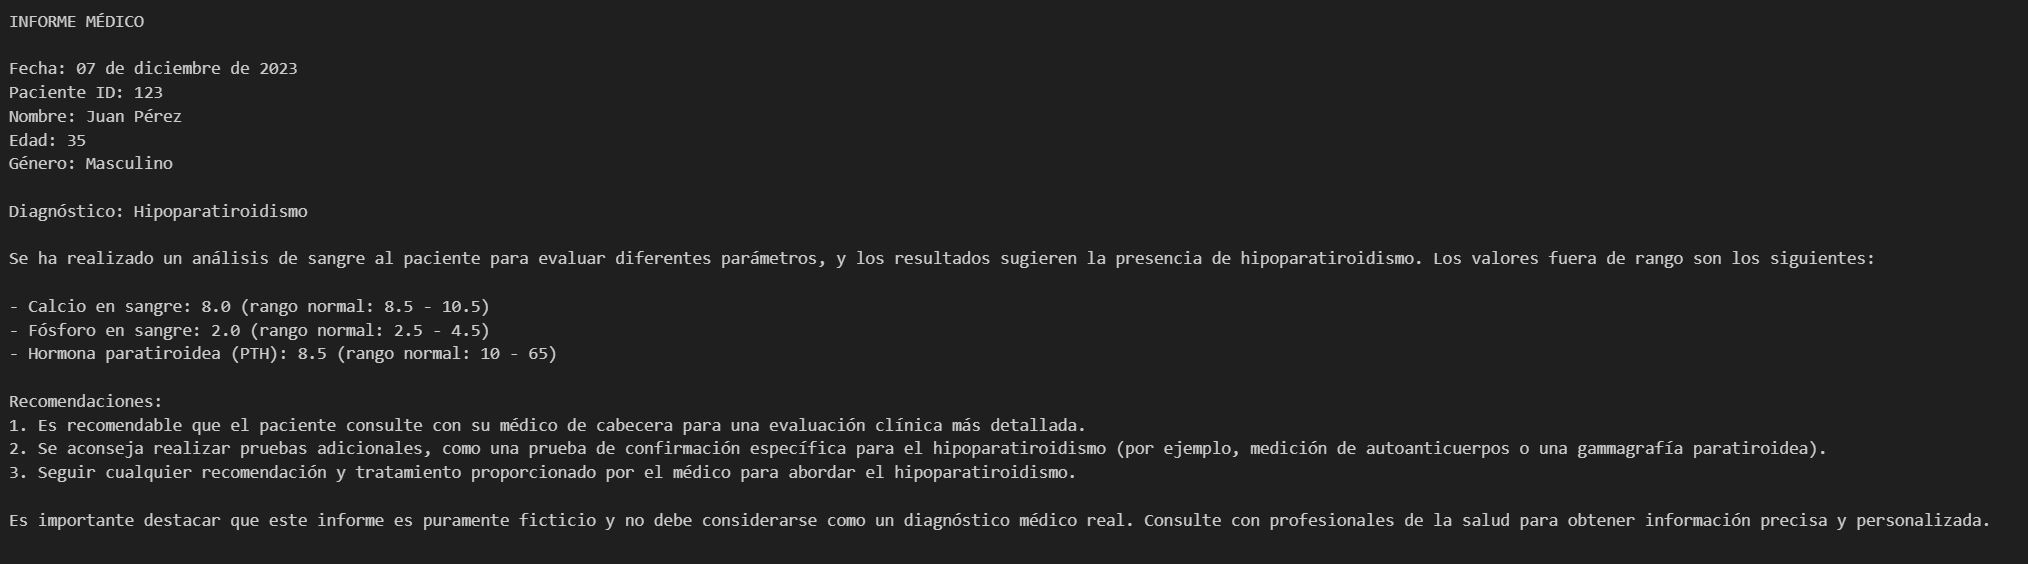 INFORME MÉDICO
Fecha: 07 de diciembre de 2023
Paciente ID: 123
Nombre: Juan Pérez
Edad: 35
Género: Masculino
Diagnóstico: Hipoparatiroidismo
Se ha realizado un análisis de sangre al paciente para evaluar diferentes parámetros, y los resultados sugieren la presencia de hipoparatiroidismo. Los valores fuera de rango son los siguientes:
- Calcio en sangre: 8.0 (rango normal: 8.5 - 10.5)
- Fósforo en sangre: 2.0 (rango normal: 2.5 - 4.5)
- Hormona paratiroidea (PTH): 8.5 (rango normal: 10 - 65)
Recomendaciones:
1. Es recomendable que el paciente consulte con su médico de cabecera para una evaluación clínica más detallada.
2. Se aconseja realizar pruebas adicionales, como una prueba de confirmación específica para el hipoparatiroidismo (por ejemplo, medición de autoanticuerpos o una gammagrafía paratiroidea).
3. Seguir cualquier recomendación y tratamiento proporcionado por el médico para abordar el hipoparatiroidismo.
Es importante destacar que este informe es puramente ficticio y no debe considerarse como un diagnóstico médico real. Consulte con profesionales de la salud para obtener información precisa y personalizada.